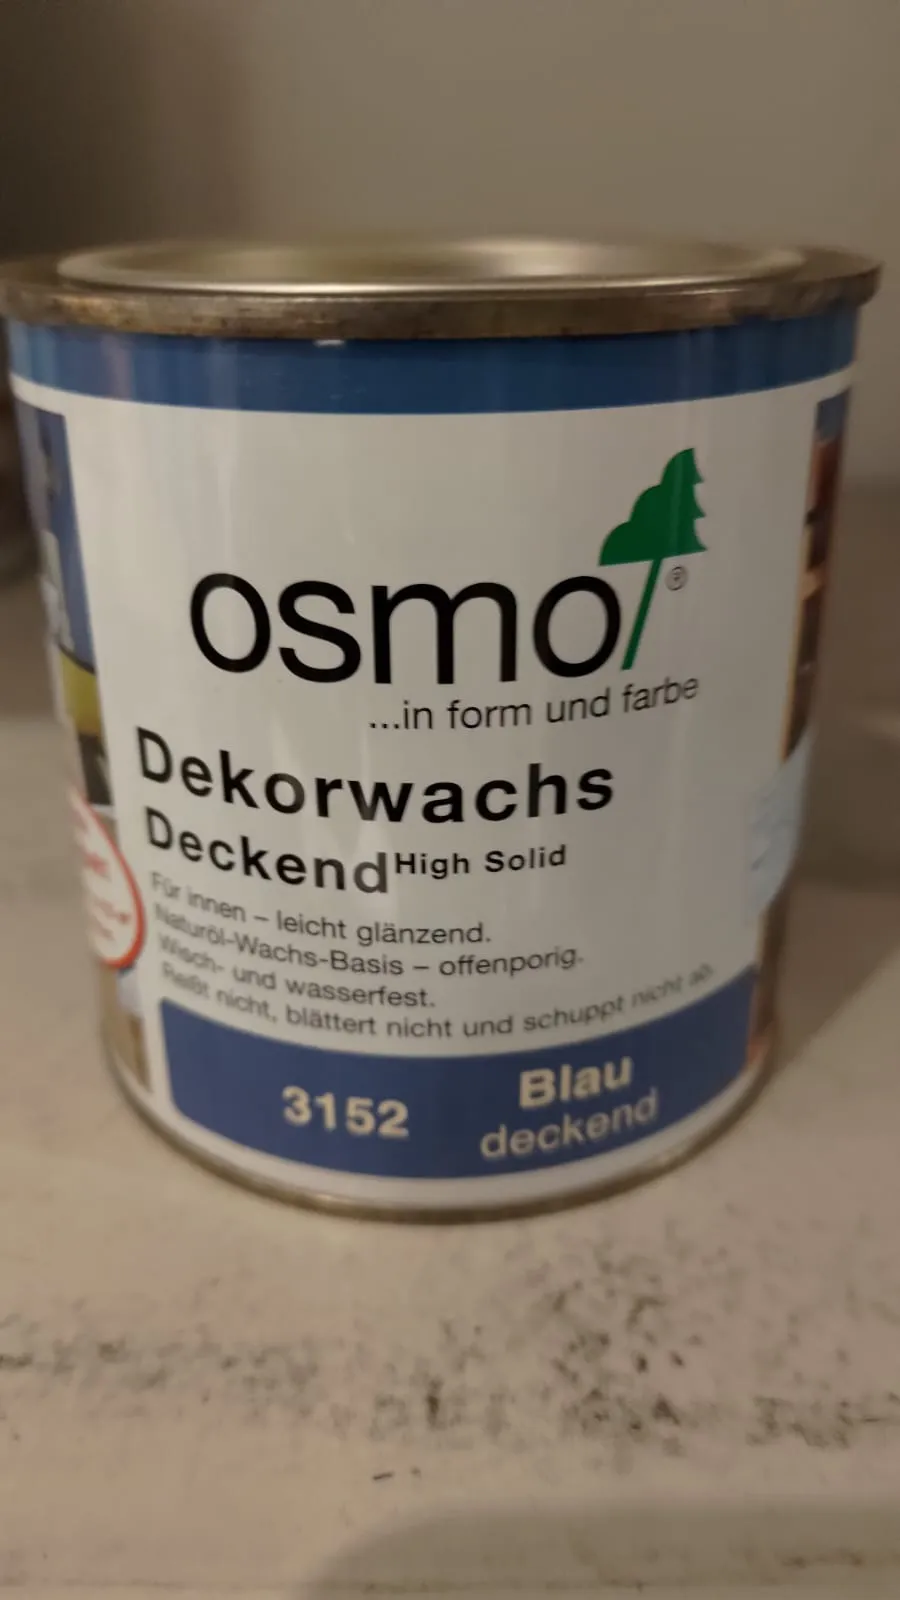 osmo ®
...in form und farbe
Dekorwachs
Deckend High Solid
Für innen – leicht glänzend.
Naturöl-Wachs-Basis – offenporig.
Wisch- und wasserfest.
Reißt nicht, blättert nicht und schuppt nicht ab.
3152
Blau
deckend